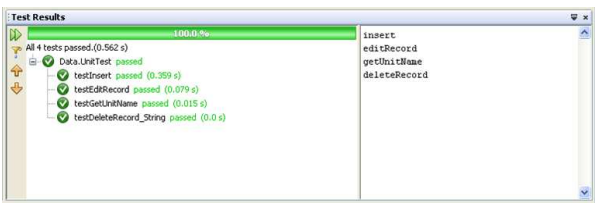 Test Results
100.0 %
All 4 tests passed.(0.562 s)
Data.UnitTest passed
testInsert passed (0.359 s)
testEditRecord passed (0.079 s)
testGetUnitName passed (0.015 s)
testDeleteRecord_String passed (0.0 s)
insert
editRecord
getUnitName
deleteRecord